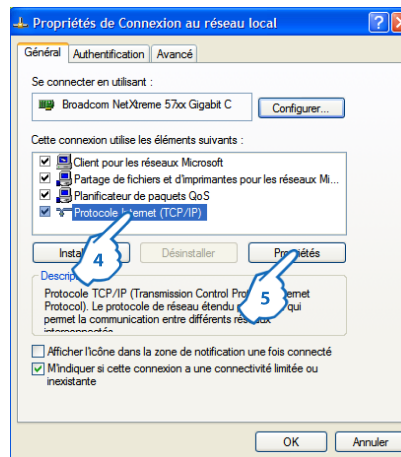 Propriétés de Connexion au réseau local
Général Authentification Avancé
Se connecter en utilisant :
Broadcom NetXtreme 57xx Gigabit C Configurer...
Cette connexion utilise les éléments suivants :
Client pour les réseaux Microsoft
Partage de fichiers et d'imprimantes pour les réseaux Mi...
Planificateur de paquets QoS
Protocole Internet (TCP/IP)
4
Désinstaller Propriétés
5
Protocole TCP/IP (Transmission Control
Protocol). Le protocole de réseau étendu qui
permet la communication entre différents
interconnectés
Afficher l'icône dans la zone de notification une fois connecté
M'indiquer si cette connexion a une connectivité limitée ou
inexistante
OK Annuler